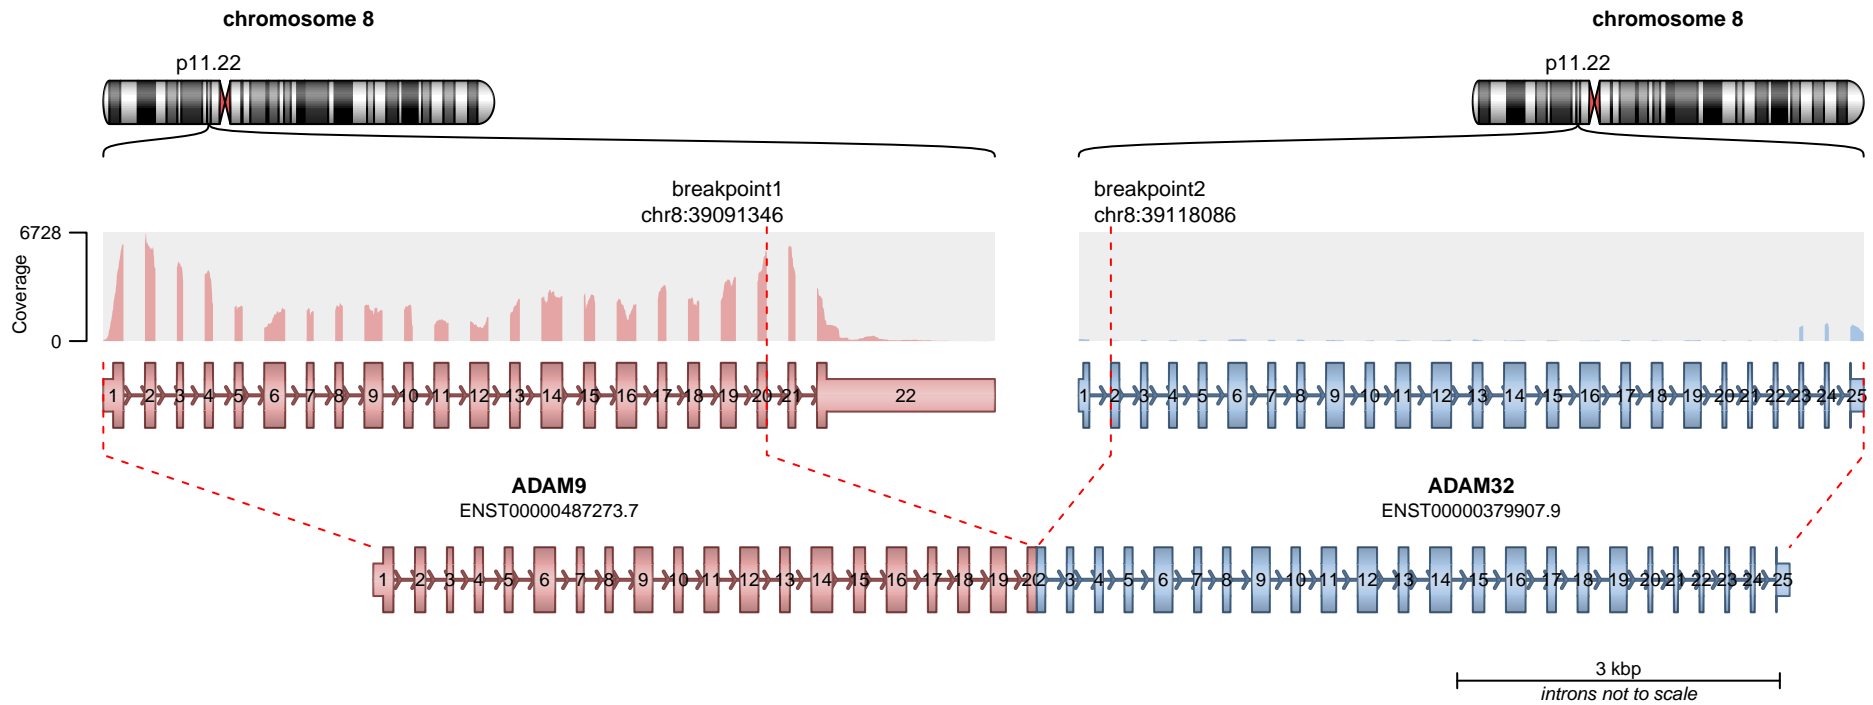 chromosome 8 chromosome 8
p11.22 p11.22
breakpoint1 breakpoint2
chr8:39091346 chr8:39118086
6728
Coverage
0
1 2 3 4 5 6 7 8 9 10 11 12 13 14 15 16 17 18 19 20 21 22
1 2 3 4 5 6 7 8 9 10 11 12 13 14 15 16 17 18 19 20 21 22 23 24 25
ADAM9 ADAM32
ENST00000487273.7 ENST00000379907.9
1 2 3 4 5 6 7 8 9 10 11 12 13 14 15 16 17 18 19 20 2 3 4 5 6 7 8 9 10 11 12 13 14 15 16 17 18 19 20 21 22 23 24 25
3 kbp
introns not to scale